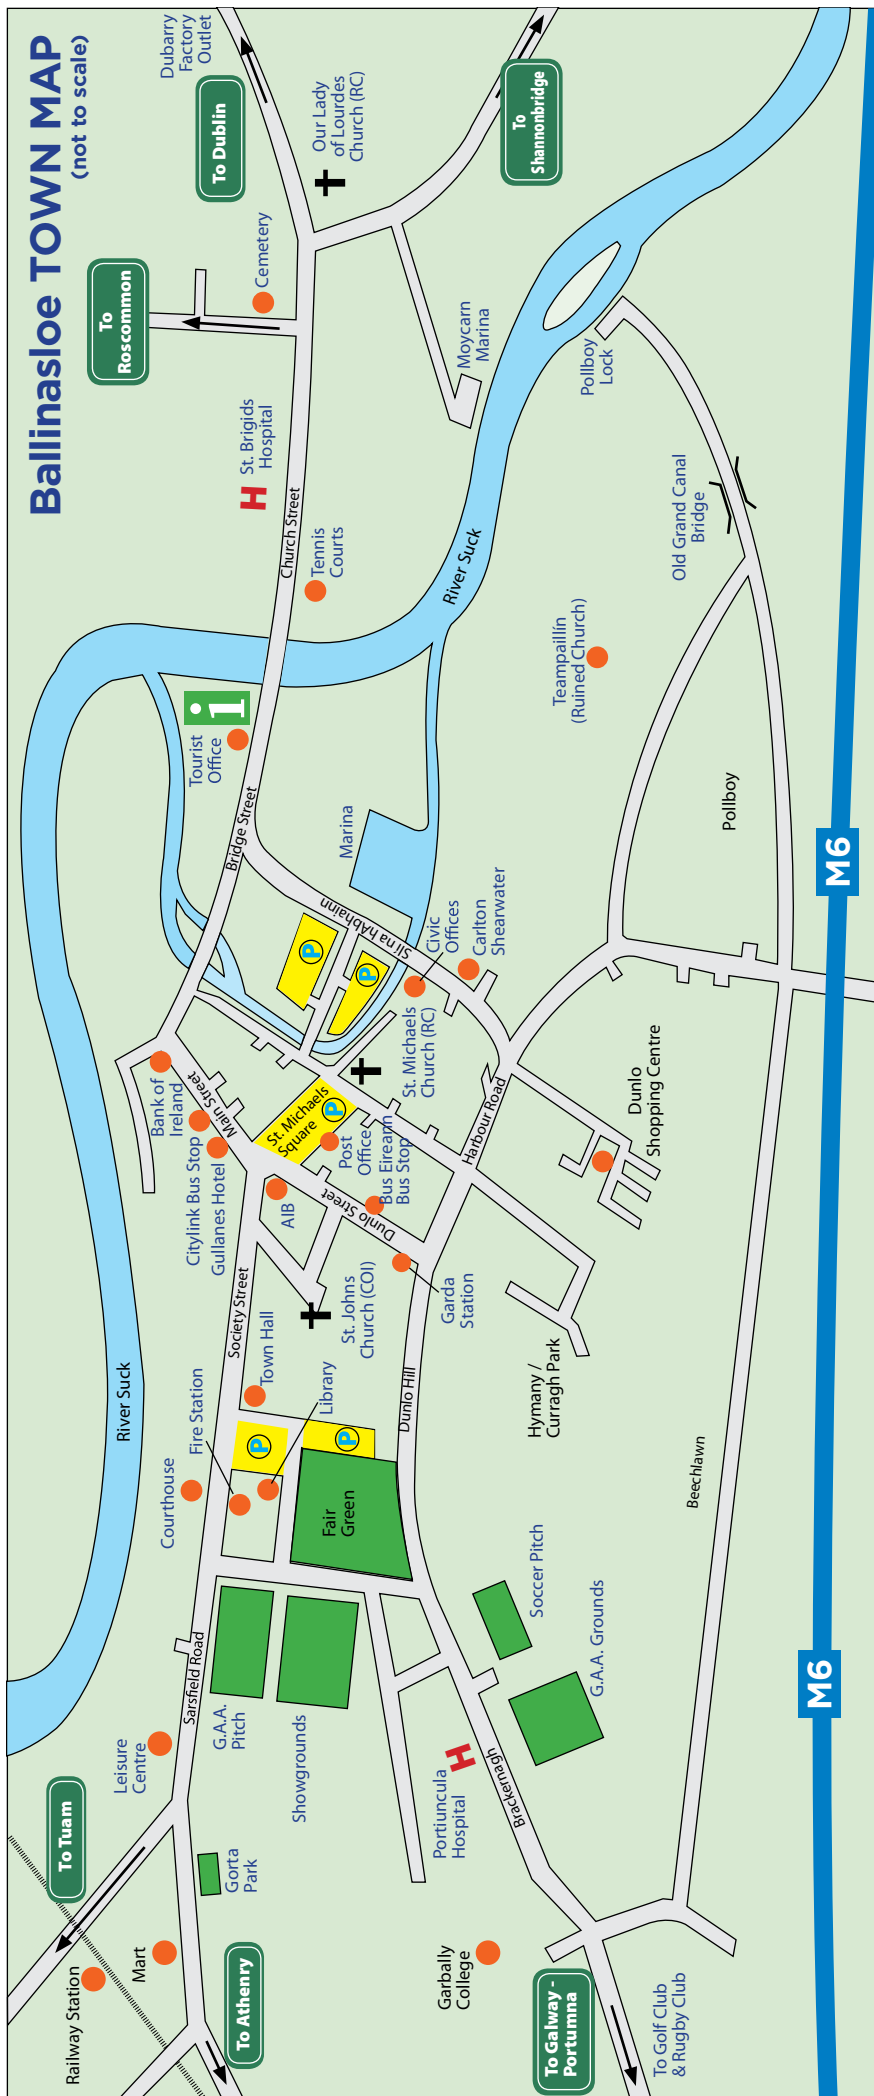 Ballinasloe TOWN MAP
(not to scale)
Dubarry
Factory
Outlet
To Dublin
Our Lady
of Lourdes
Church (RC)
To
Shannonbridge
To
Roscommon
Cemetery
Moycarn
Marina
Pollboy
Lock
St. Brigids
Hospital
H
Church Street
Tennis
Courts
River Suck
Old Grand Canal
Bridge
Teampaillín
(Ruined Church)
i
Tourist
Office
Bridge Street
Marina
Pollboy
M6
Slí na hAbhainn
P
P
Civic
Offices
Carlton
Shearwater
St. Michaels
Church (RC)
Bank of
Ireland
Main Street
Citylink Bus Stop
Gullanes Hotel
St. Michaels
Square
P
Post
Office
Bus Eireann
Bus Stop
Harbour Road
Dunlo
Shopping Centre
AIB
Dunlo Street
Garda
Station
St. Johns
Church (COI)
Society Street
Town Hall
Library
Fire Station
Courthouse
River Suck
P
P
Dunlo Hill
Hymany /
Curragh Park
Beechlawn
Fair
Green
Soccer Pitch
G.A.A. Grounds
Sarsfield Road
G.A.A.
Pitch
Showgrounds
Leisure
Centre
H
Portiuncula
Hospital
Brackernagh
M6
To Tuam
Gorta
Park
Mart
Railway Station
To Athenry
Garbally
College
To Galway -
Portumna
To Golf Club
& Rugby Club